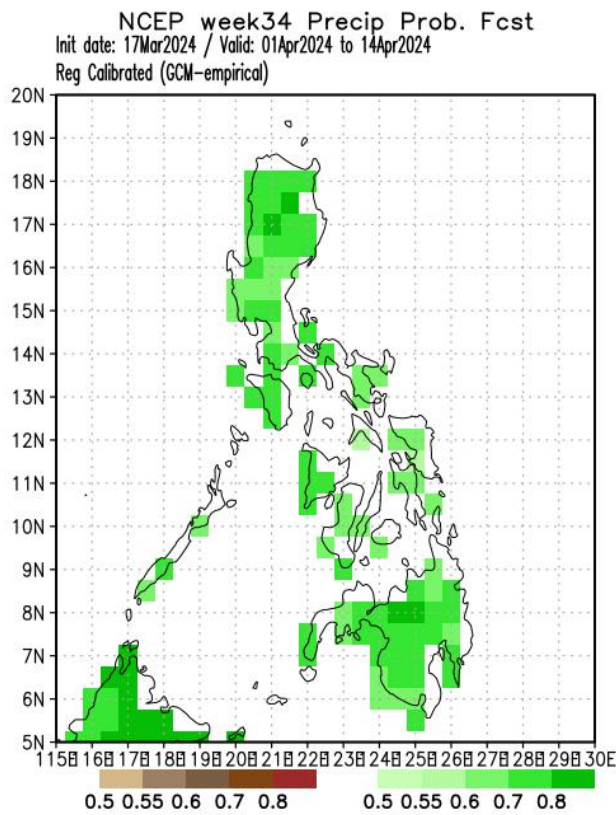 NCEP week34 Precip Prob. Fcst
Init date: 17Mar2024 / Valid: 01Apr2024 to 14Apr2024
Reg Calibrated (GCM-empirical)
20N
19N
18N
17N
16N
15N
14N
13N
12N
11N
10N
9N
8N
7N
6N
5N
115E 116E 117E 118E 119E 120E 121E 122E 123E 124E 125E 126E 127E 128E 129E 130E
0.5 0.55 0.6 0.7 0.8 0.5 0.55 0.6 0.7 0.8